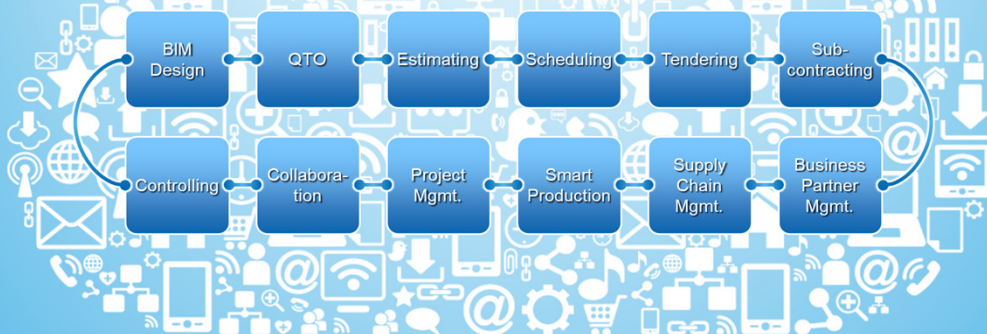 BIM
Design
QTO
Estimating
Scheduling
Tendering
Sub-
contracting
Controlling
Collabora-
tion
Project
Mgmt.
Smart
Production
Supply
Chain
Mgmt.
Business
Partner
Mgmt.